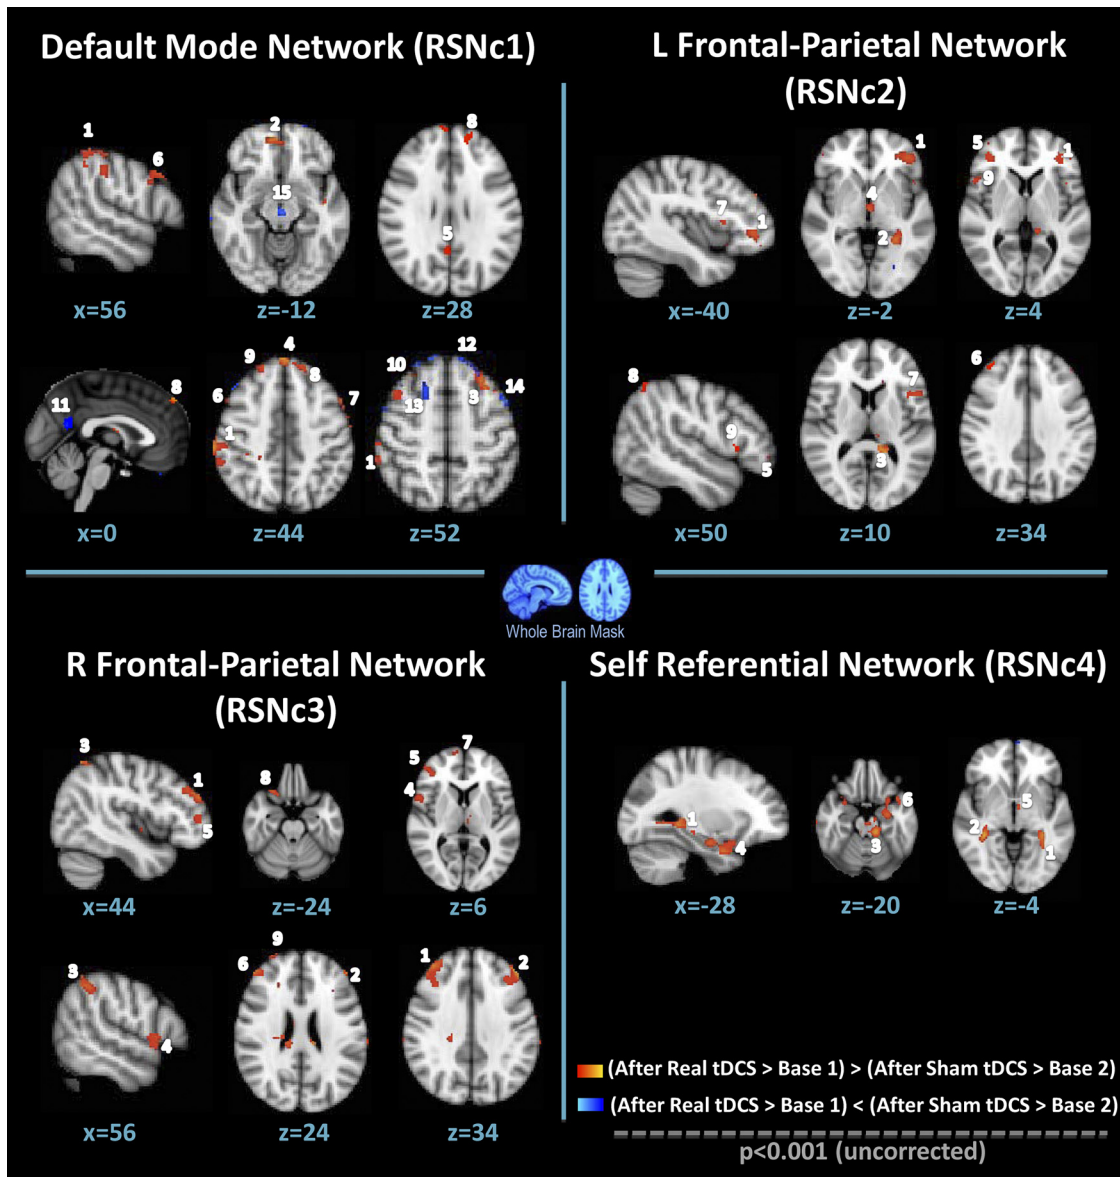 Default Mode Network (RSNc1)
1
6
2
15
8
5
x=56
z=-12
z=28
11
8
9
4
8
6
7
1
10
12
13
3
14
1
x=0
z=44
z=52
L Frontal-Parietal Network
(RSNc2)
7
1
1
4
2
5
1
9
x=-40
z=-2
z=4
8
9
5
7
3
6
x=50
z=10
z=34
Whole Brain Mask
R Frontal-Parietal Network
(RSNc3)
3
1
5
8
7
5
4
x=44
z=-24
z=6
3
4
9
6
2
1
2
x=56
z=24
z=34
Self Referential Network (RSNc4)
1
4
6
3
5
2
1
x=-28
z=-20
z=-4
(After Real tDCS > Base 1) > (After Sham tDCS > Base 2)
(After Real tDCS > Base 1) < (After Sham tDCS > Base 2)
p<0.001 (uncorrected)